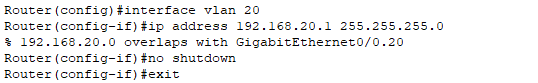 Router(config)#interface vlan 20
Router(config-if)#ip address 192.168.20.1 255.255.255.0
% 192.168.20.0 overlaps with GigabitEthernet0/0.20
Router(config-if)#no shutdown
Router(config-if)#exit